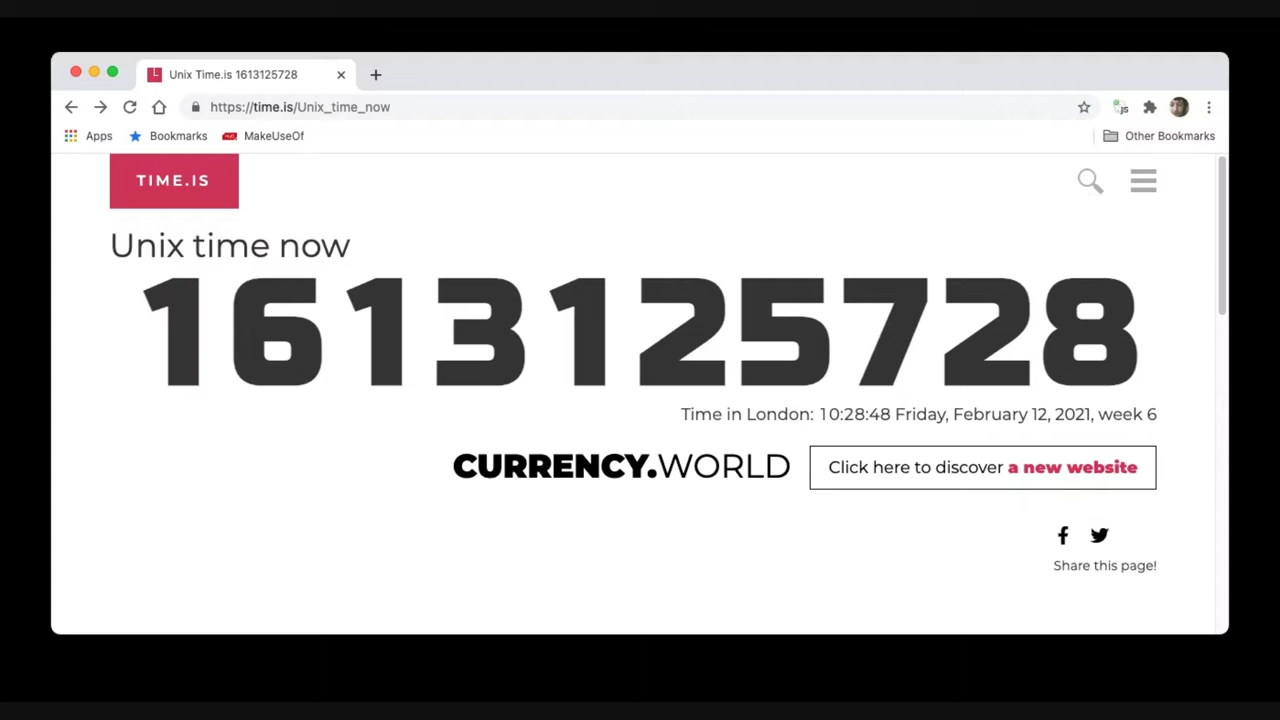 Unix Time.is 1613125728
https://time.is/Unix_time_now
Apps Bookmarks MakeUseOf Other Bookmarks
TIME.IS
Unix time now
1613125728
Time in London: 10:28:48 Friday, February 12, 2021, week 6
CURRENCY.WORLD Click here to discover a new website
Share this page!